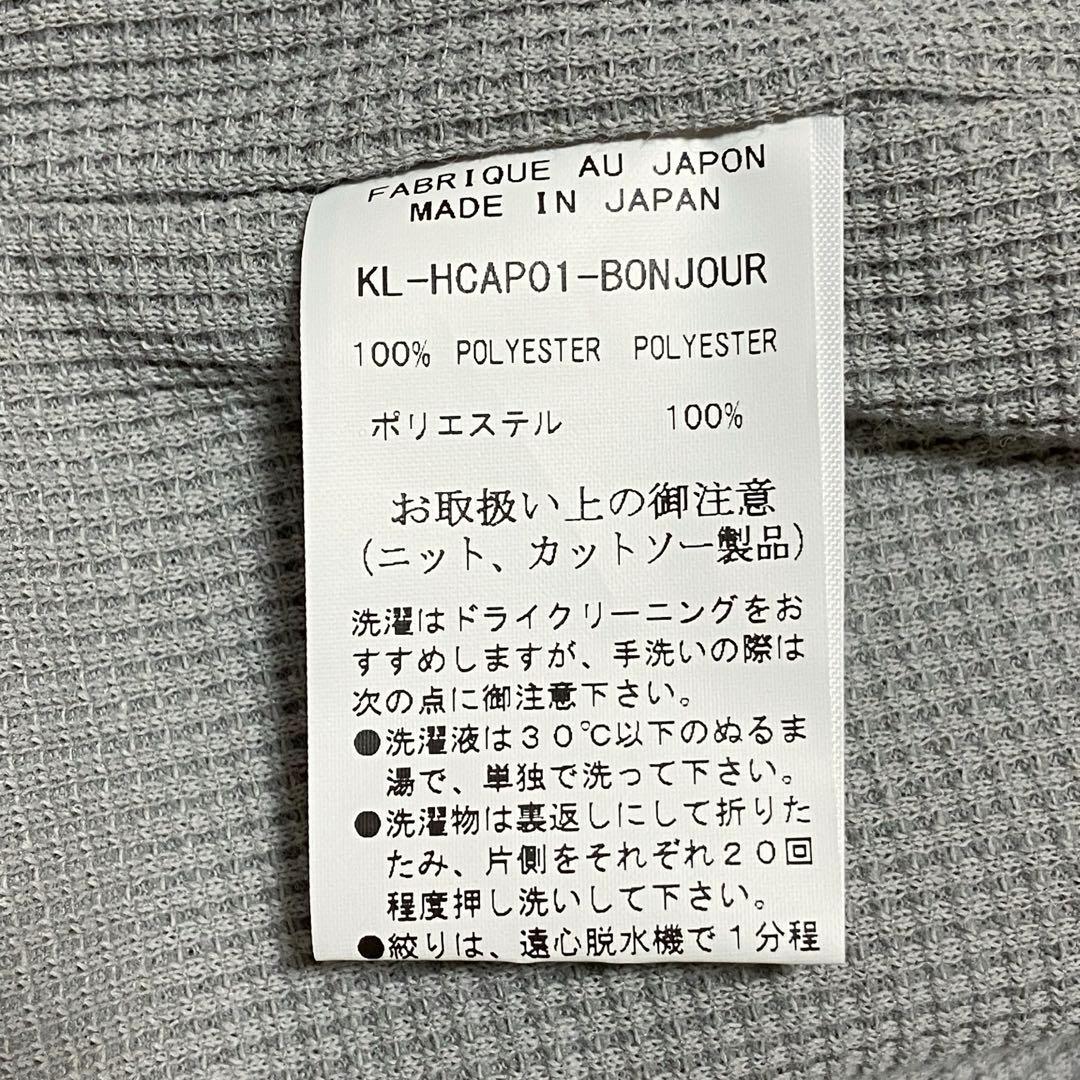 FABRIQUE AU JAPON
MADE IN JAPAN
KL-HCAP01-BONJOUR
100% POLYESTER POLYESTER
ポリエステル 100%
お取扱い上の御注意
(ニット、カットソー製品)
洗濯はドライクリーニングをお
すすめしますが、手洗いの際は
次の点に御注意下さい。
●洗濯液は30℃以下のぬるま
湯で、単独で洗って下さい。
●洗濯物は裏返しにして折りた
たみ、片側をそれぞれ20回
程度押し洗いして下さい。
●絞りは、遠心脱水機で1分程